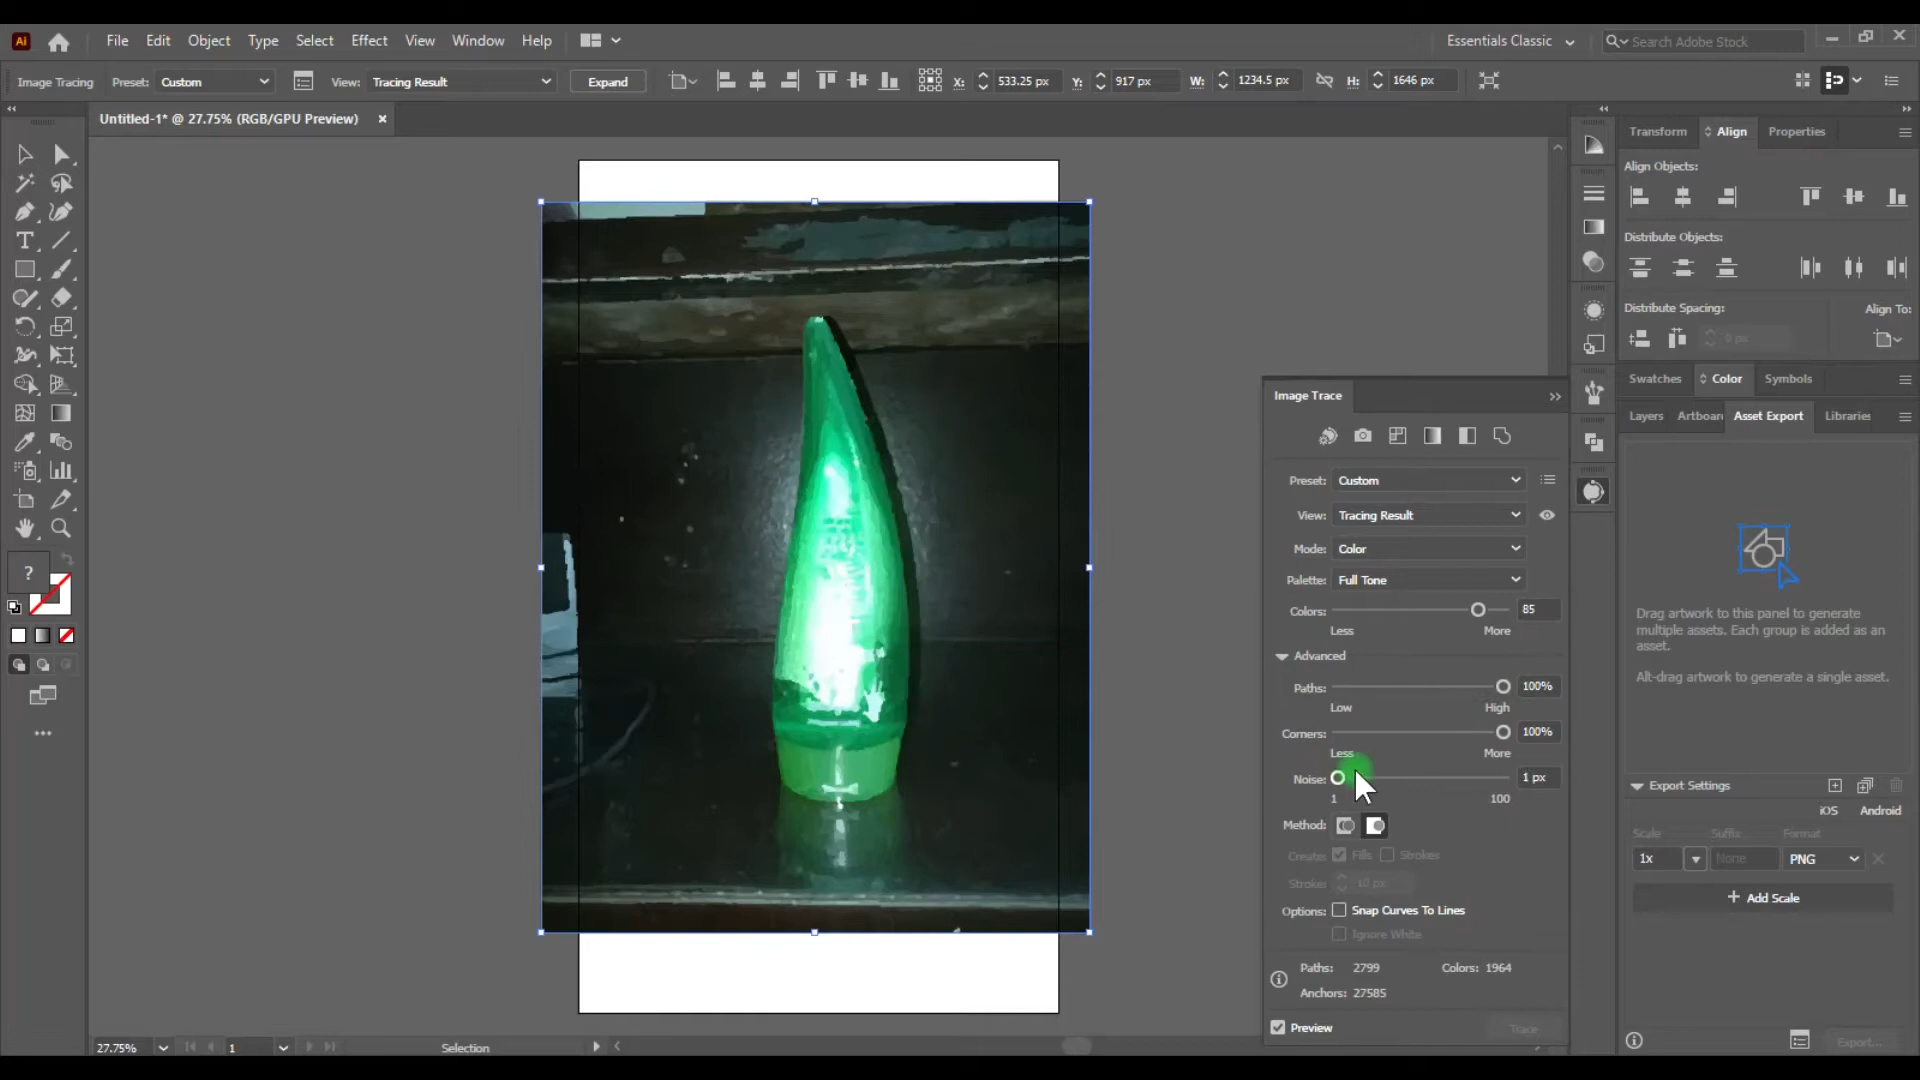 Ai File Edit Object Type Select Effect View Window Help Essentials Classic Search Adobe Stock
Image Tracing Preset: Custom View: Tracing Result Expand X: 533.25 px Y: 917 px W: 1234.5 px H: 1646 px
Untitled-1* @ 27.75% (RGB/GPU Preview)
Transform Align Properties
Align Objects:
Distribute Objects:
Distribute Spacing: Align To:
0 px
Swatches Color Symbols
Layers Artboar Asset Export Libraries
Image Trace
Preset: Custom
View: Tracing Result
Mode: Color
Palette: Full Tone
Colors: 85
Less More
Advanced
Paths: 100%
Low High
Corners: 100%
Less More
Noise: 1 px
1 100
Method:
Create: Fills Strokes
Strokes: 10 px
Options: Snap Curves To Lines
Ignore White
Paths: 2799 Colors: 1964
Anchors: 27585
Preview Trace
Drag artwork to this panel to generate
multiple assets. Each group is added as an
asset.
Alt-drag artwork to generate a single asset.
Export Settings
iOS Android
Scale Suffix Format
1x None PNG
+ Add Scale
Export...
?
27.75% 1 Selection